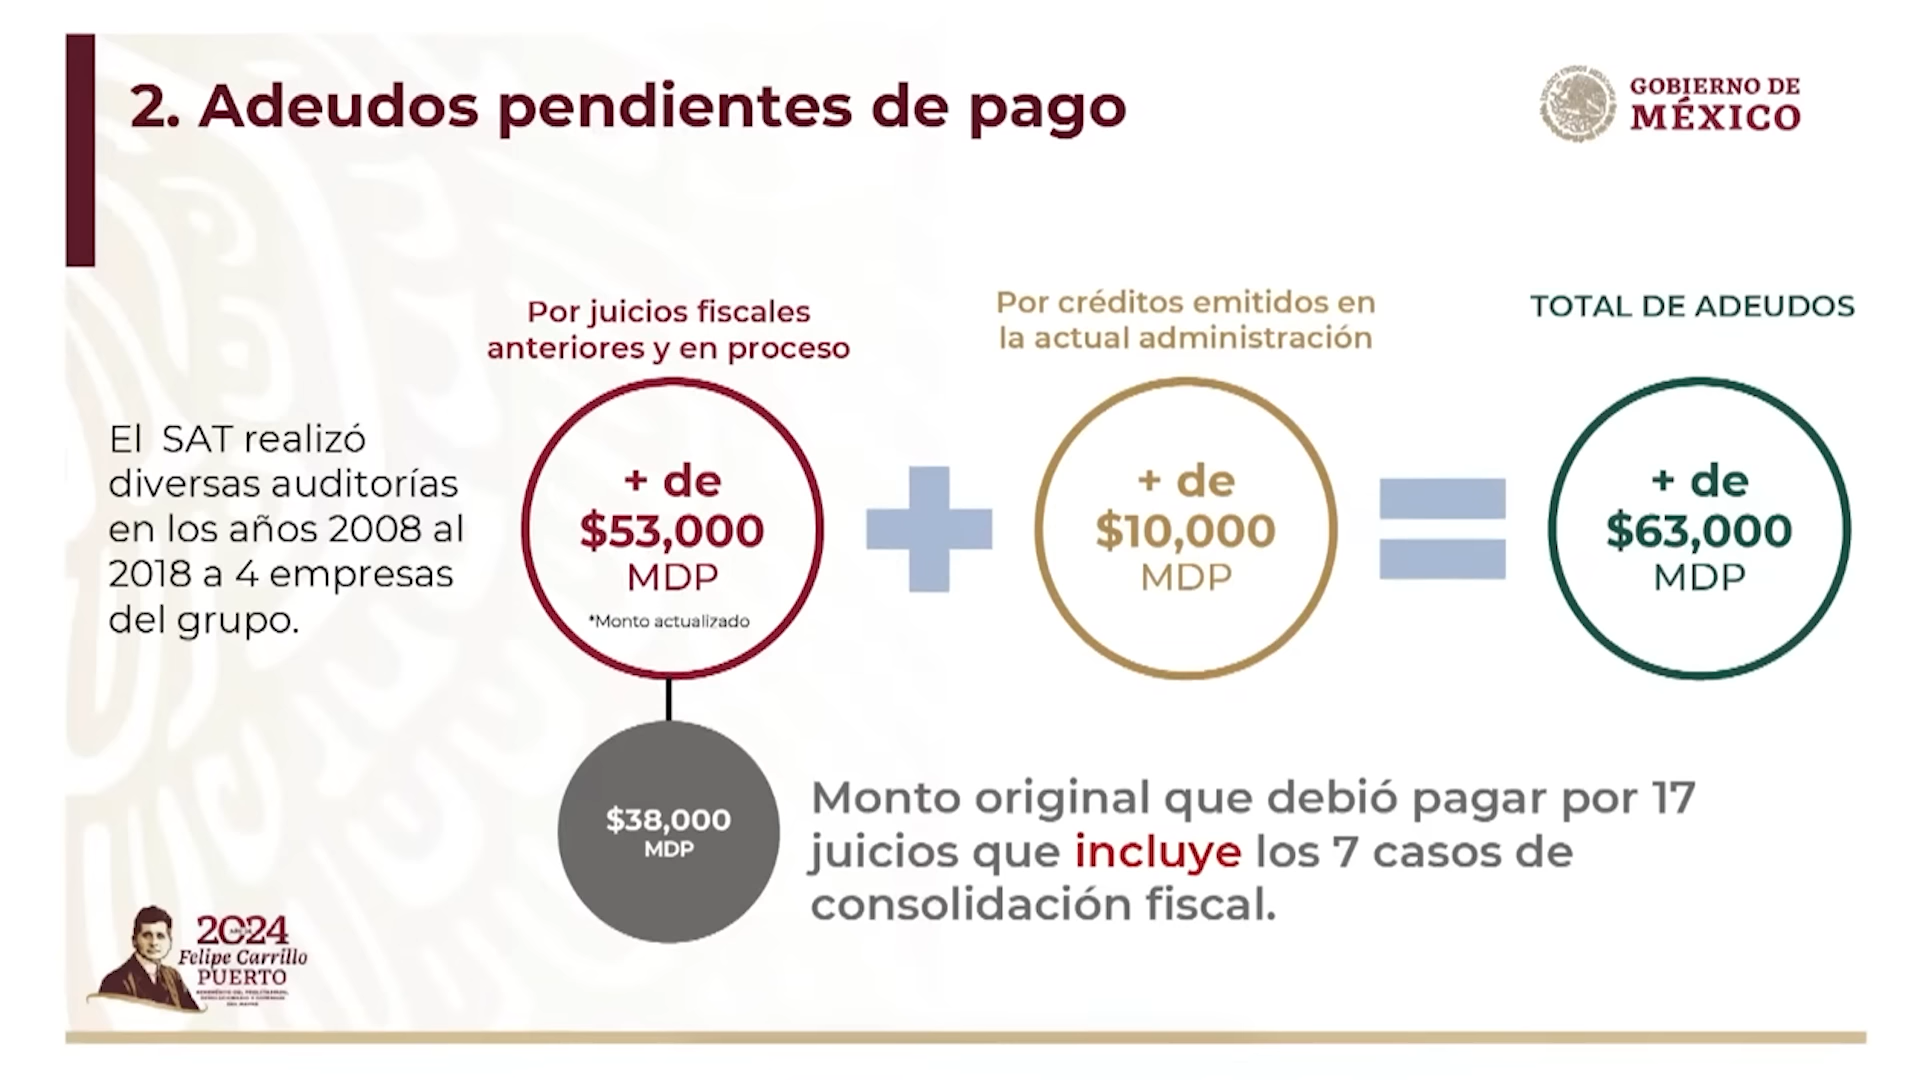 2. Adeudos pendientes de pago
GOBIERNO DE
MÉXICO
Por juicios fiscales
anteriores y en proceso
Por créditos emitidos en
la actual administración
TOTAL DE ADEUDOS
El SAT realizó
diversas auditorías
en los años 2008 al
2018 a 4 empresas
del grupo.
+ de
$53,000
MDP
*Monto actualizado
+ de
$10,000
MDP
+ de
$63,000
MDP
$38,000
MDP
Monto original que debió pagar por 17
juicios que incluye los 7 casos de
consolidación fiscal.
2024
Felipe Carrillo
PUERTO